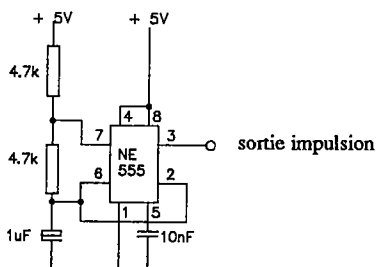 + 5V + 5V
4.7k
4 8
7 3 sortie impulsion
4.7k NE
555
6 2
1 5
1uF 10nF